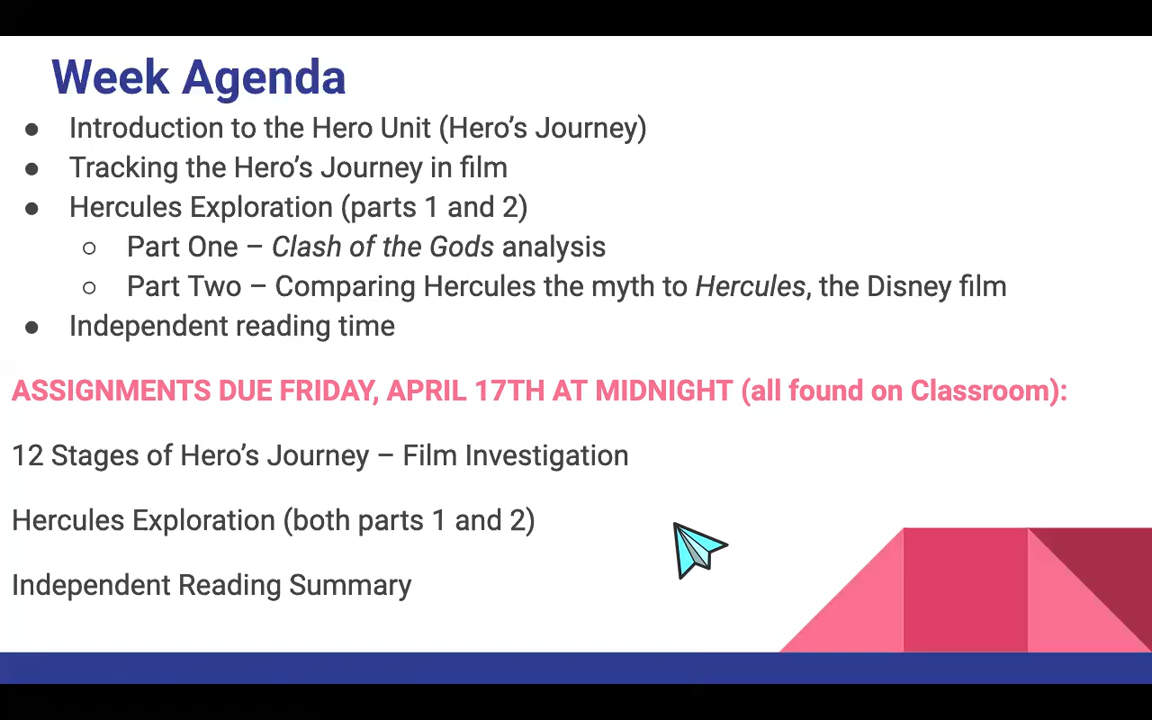 Week Agenda
● Introduction to the Hero Unit (Hero’s Journey)
● Tracking the Hero’s Journey in film
● Hercules Exploration (parts 1 and 2)
○ Part One – Clash of the Gods analysis
○ Part Two – Comparing Hercules the myth to Hercules, the Disney film
● Independent reading time
ASSIGNMENTS DUE FRIDAY, APRIL 17TH AT MIDNIGHT (all found on Classroom):
12 Stages of Hero’s Journey – Film Investigation
Hercules Exploration (both parts 1 and 2)
Independent Reading Summary